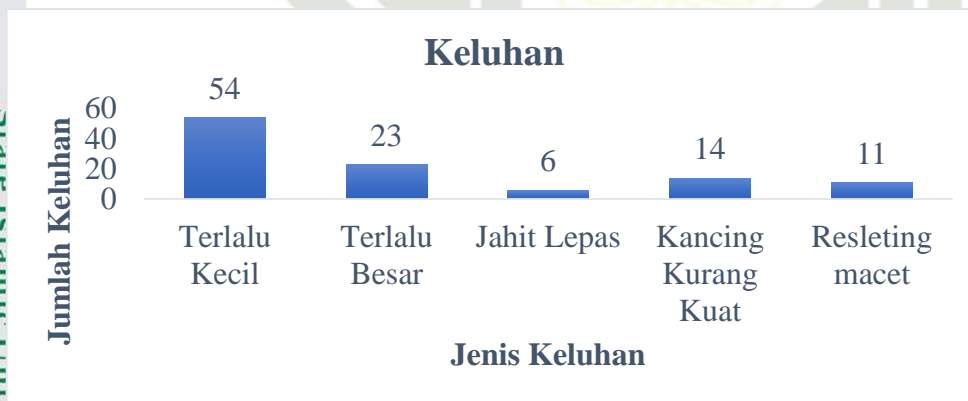 Keluhan
Jumlah Keluhan
60
40
20
0
54
23
6
14
11
Terlalu
Kecil
Terlalu
Besar
Jahit Lepas
Kancing
Kurang
Kuat
Resleting
macet
Jenis Keluhan